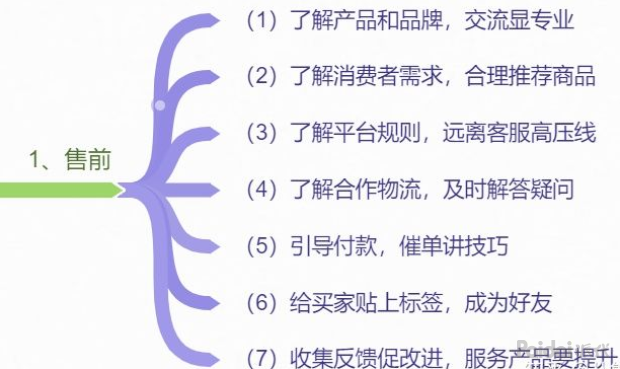 1、售前
（1）了解产品和品牌，交流显专业
（2）了解消费者需求，合理推荐商品
（3）了解平台规则，远离客服高压线
（4）了解合作物流，及时解答疑问
（5）引导付款，催单讲技巧
（6）给买家贴上标签，成为好友
（7）收集反馈促改进，服务产品要提升